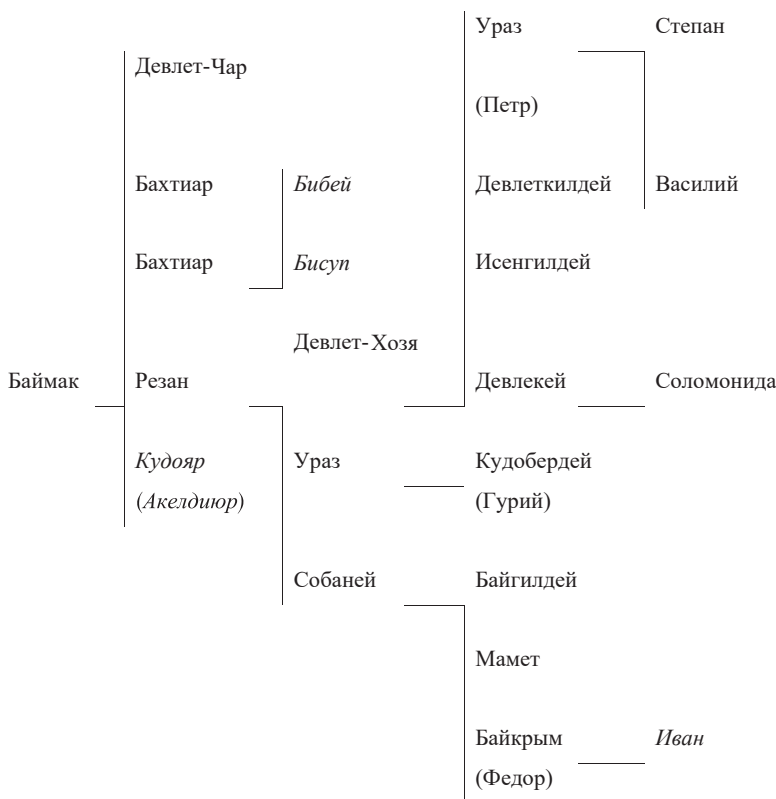 Ураз Степан
Девлет-Чар
(Петр)
Бахтиар Бибей Девлеткилдей Василий
Бахтиар Бисуп Исенгилдей
Девлет-Хозя
Баймак Резан Девлекей Соломонида
Кудояр Ураз Кудобердей
(Акелдиюр) (Гурий)
Собаней Байгилдей
Мамет
Байкрым Иван
(Федор)